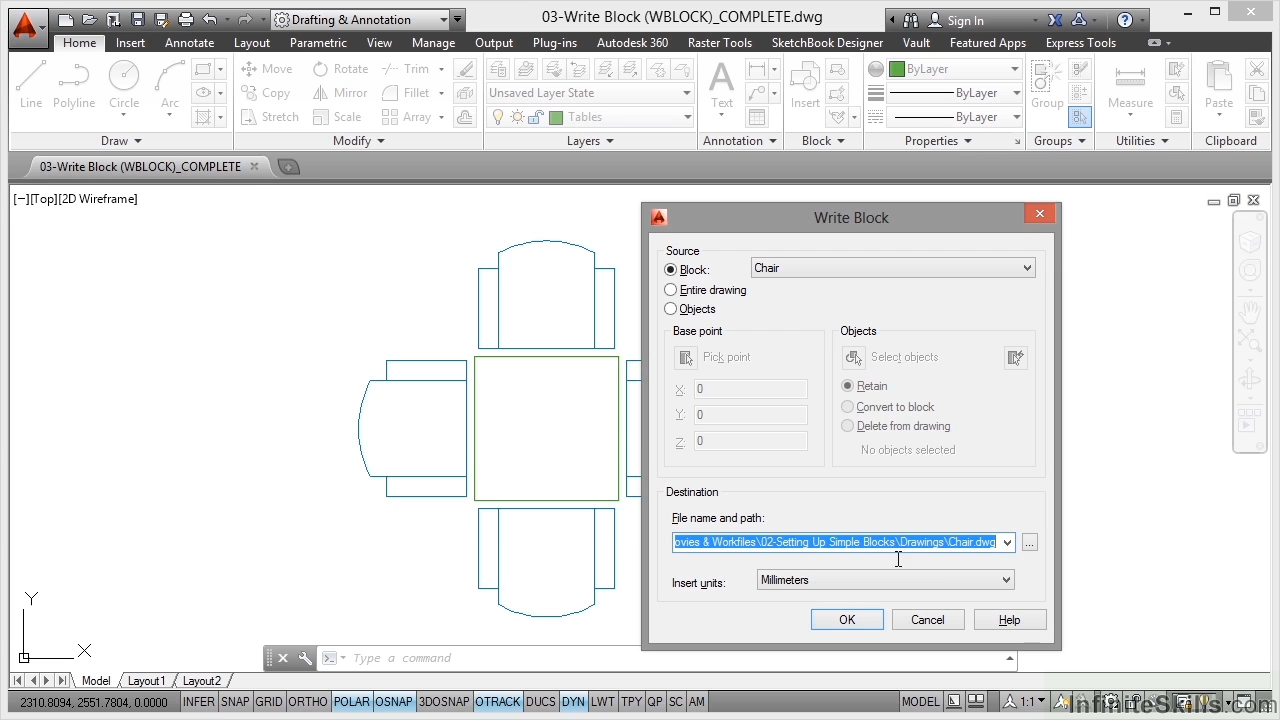 Drafting & Annotation
03-Write Block (WBLOCK)_COMPLETE.dwg
Sign In
Home Insert Annotate Layout Parametric View Manage Output Plug-ins Autodesk 360 Raster Tools SketchBook Designer Vault Featured Apps Express Tools
Line Polyline Circle Arc
Move Rotate Trim
Copy Mirror Fillet
Stretch Scale Array
Unsaved Layer State
Tables
Text
Insert
ByLayer
ByLayer
ByLayer
Group
Measure
Paste
Draw Modify Layers Annotation Block Properties Groups Utilities Clipboard
03-Write Block (WBLOCK)_COMPLETE
[−][Top][2D Wireframe]
Write Block
Source
Block: Chair
Entire drawing
Objects
Base point
Pick point
X: 0
Y: 0
Z: 0
Objects
Select objects
Retain
Convert to block
Delete from drawing
No objects selected
Destination
File name and path:
ovies & Workfiles\02-Setting Up Simple Blocks\Drawings\Chair.dwg
...
Insert units: Millimeters
OK Cancel Help
Y
X
Type a command
Model Layout1 Layout2
2310.8094, 2551.7804, 0.0000 INFER SNAP GRID ORTHO POLAR OSNAP 3DOSNAP OTRACK DUCS DYN LWT TPY QP SC AM MODEL 1:1
InfiniteSkills.com